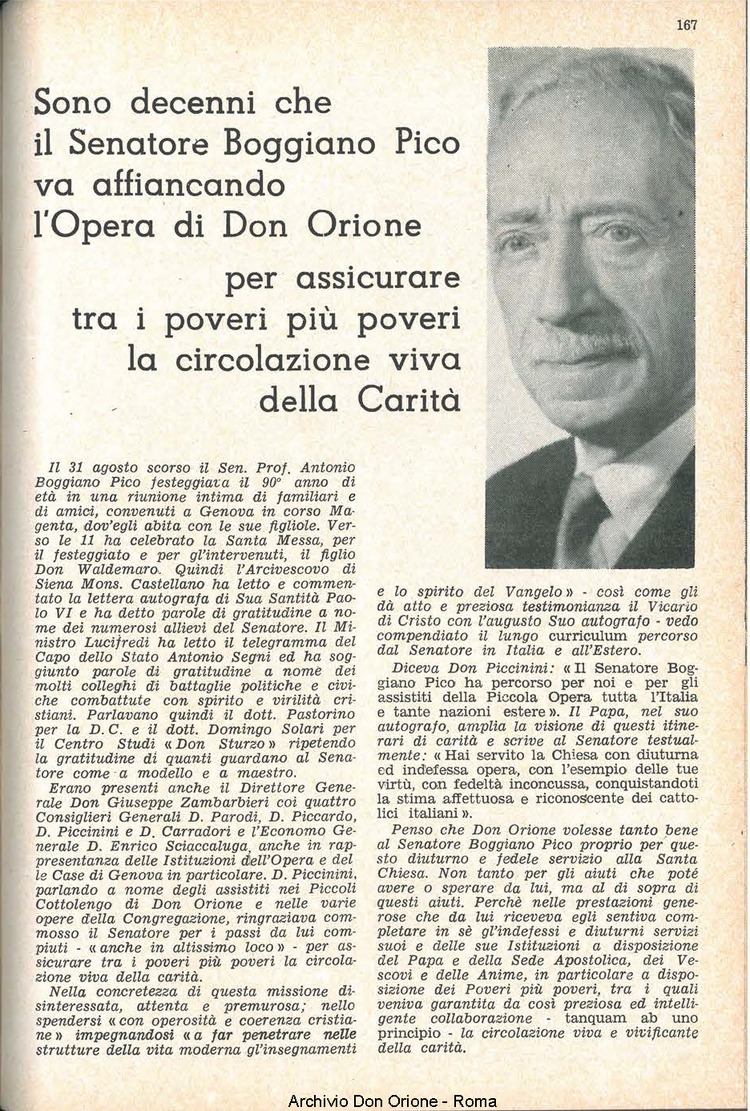 167
Sono decenni che
il Senatore Boggiano Pico
va affiancando
l'Opera di Don Orione
per assicurare
tra i poveri più poveri
la circolazione viva
della Carità
Il 31 agosto scorso il Sen. Prof. Antonio
Boggiano Pico festeggiava il 90° anno di
età in una riunione intima di familiari e
di amici, convenuti a Genova in corso Ma-
genta, dov'egli abita con le sue figliole. Ver-
so le 11 ha celebrato la Santa Messa, per
il festeggiato e per gl'intervenuti, il figlio
Don Waldemaro. Quindi l'Arcivescovo di
Siena Mons. Castellano ha letto e commen-
tato la lettera autografa di Sua Santità Pao-
lo VI e ha detto parole di gratitudine a no-
me dei numerosi allievi del Senatore. Il Mi-
nistro Lucifredi ha letto il telegramma del
Capo dello Stato Antonio Segni ed ha sog-
giunto parole di gratitudine a nome dei
molti colleghi di battaglie politiche e civi-
che combattute con spirito e virilità cri-
stiani. Parlavano quindi il dott. Pastorino
per la D.C. e il dott. Domingo Solari per
il Centro Studi « Don Sturzo » ripetendo
la gratitudine di quanti guardano al Sena-
tore come a modello e a maestro.
Erano presenti anche il Direttore Gene-
rale Don Giuseppe Zambarbieri coi quattro
Consiglieri Generali D. Parodi, D. Piccardo,
D. Piccinini e D. Carradori e l'Economo Ge-
nerale D. Enrico Sciaccaluga, anche in rap-
presentanza delle Istituzioni dell'Opera e del
le Case di Genova in particolare. D. Piccinini,
parlando a nome degli assistiti nei Piccoli
Cottolengo di Don Orione e nelle varie
opere della Congregazione, ringraziava com-
mosso il Senatore per i passi da lui com-
piuti - « anche in altissimo loco » - per as-
sicurare tra i poveri più poveri la circola-
zione viva della carità.
Nella concretezza di questa missione di-
sinteressata, attenta e premurosa; nello
spendersi « con operosità e coerenza cristia-
ne » impegnandosi « a far penetrare nelle
strutture della vita moderna gl'insegnamenti
e lo spirito del Vangelo » - così come gli
dà atto e preziosa testimonianza il Vicario
di Cristo con l'augusto Suo autografo - vedo
compendiato il lungo curriculum percorso
dal Senatore in Italia e all'Estero.
Diceva Don Piccinini: « Il Senatore Bog-
giano Pico ha percorso per noi e per gli
assistiti della Piccola Opera tutta l'Italia
e tante nazioni estere ». Il Papa, nel suo
autografo, amplia la visione di questi itine-
rari di carità e scrive al Senatore testual-
mente: « Hai servito la Chiesa con diuturna
ed indefessa opera, con l'esempio delle tue
virtù, con fedeltà inconcussa, conquistandoti
la stima affettuosa e riconoscente dei catto-
lici italiani ».
Penso che Don Orione volesse tanto bene
al Senatore Boggiano Pico proprio per que-
sto diuturno e fedele servizio alla Santa
Chiesa. Non tanto per gli aiuti che poté
avere o sperare da lui, ma al di sopra di
questi aiuti. Perchè nelle prestazioni gene-
rose che da lui riceveva egli sentiva com-
pletare in sè gl'indefessi e diuturni servizi
suoi e delle sue Istituzioni a disposizione
del Papa e della Sede Apostolica, dei Ve-
scovi e delle Anime, in particolare a dispo-
sizione dei Poveri più poveri, tra i quali
veniva garantita da così preziosa ed intelli-
gente collaborazione - tanquam ab uno
principio - la circolazione viva e vivificante
della carità.
Archivio Don Orione - Roma